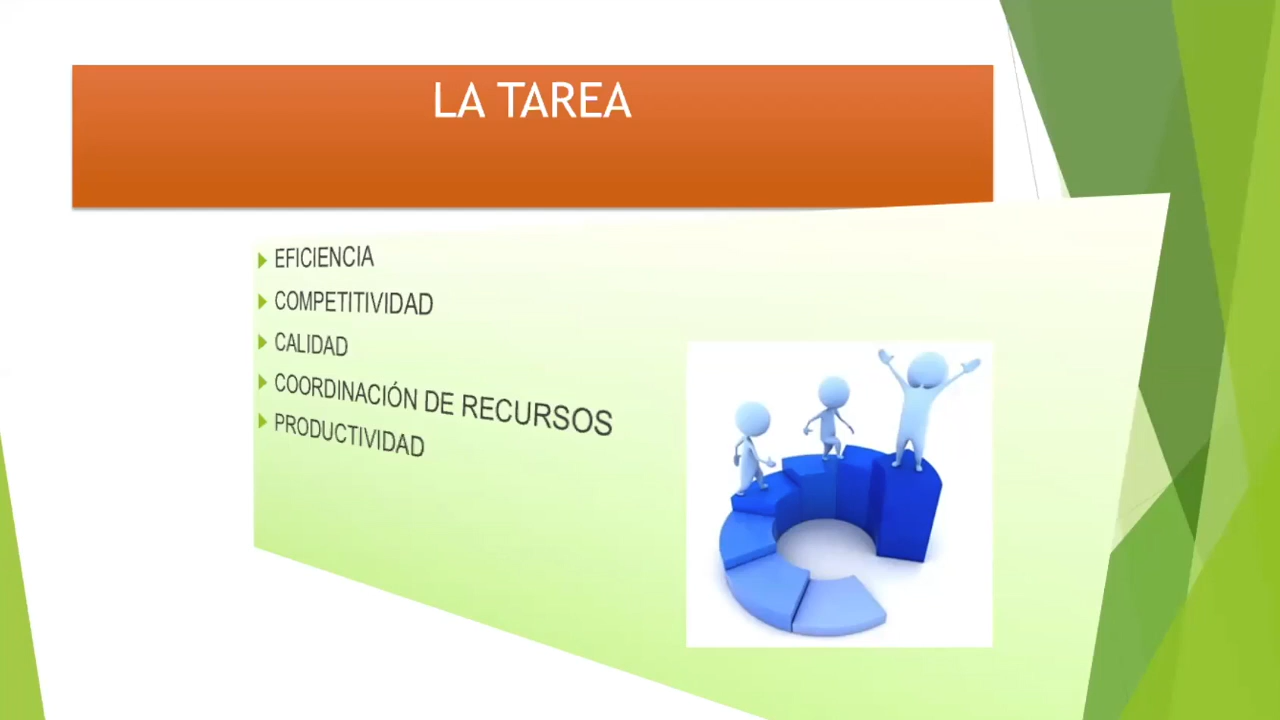 LA TAREA
EFICIENCIA
COMPETITIVIDAD
CALIDAD
COORDINACIÓN DE RECURSOS
PRODUCTIVIDAD